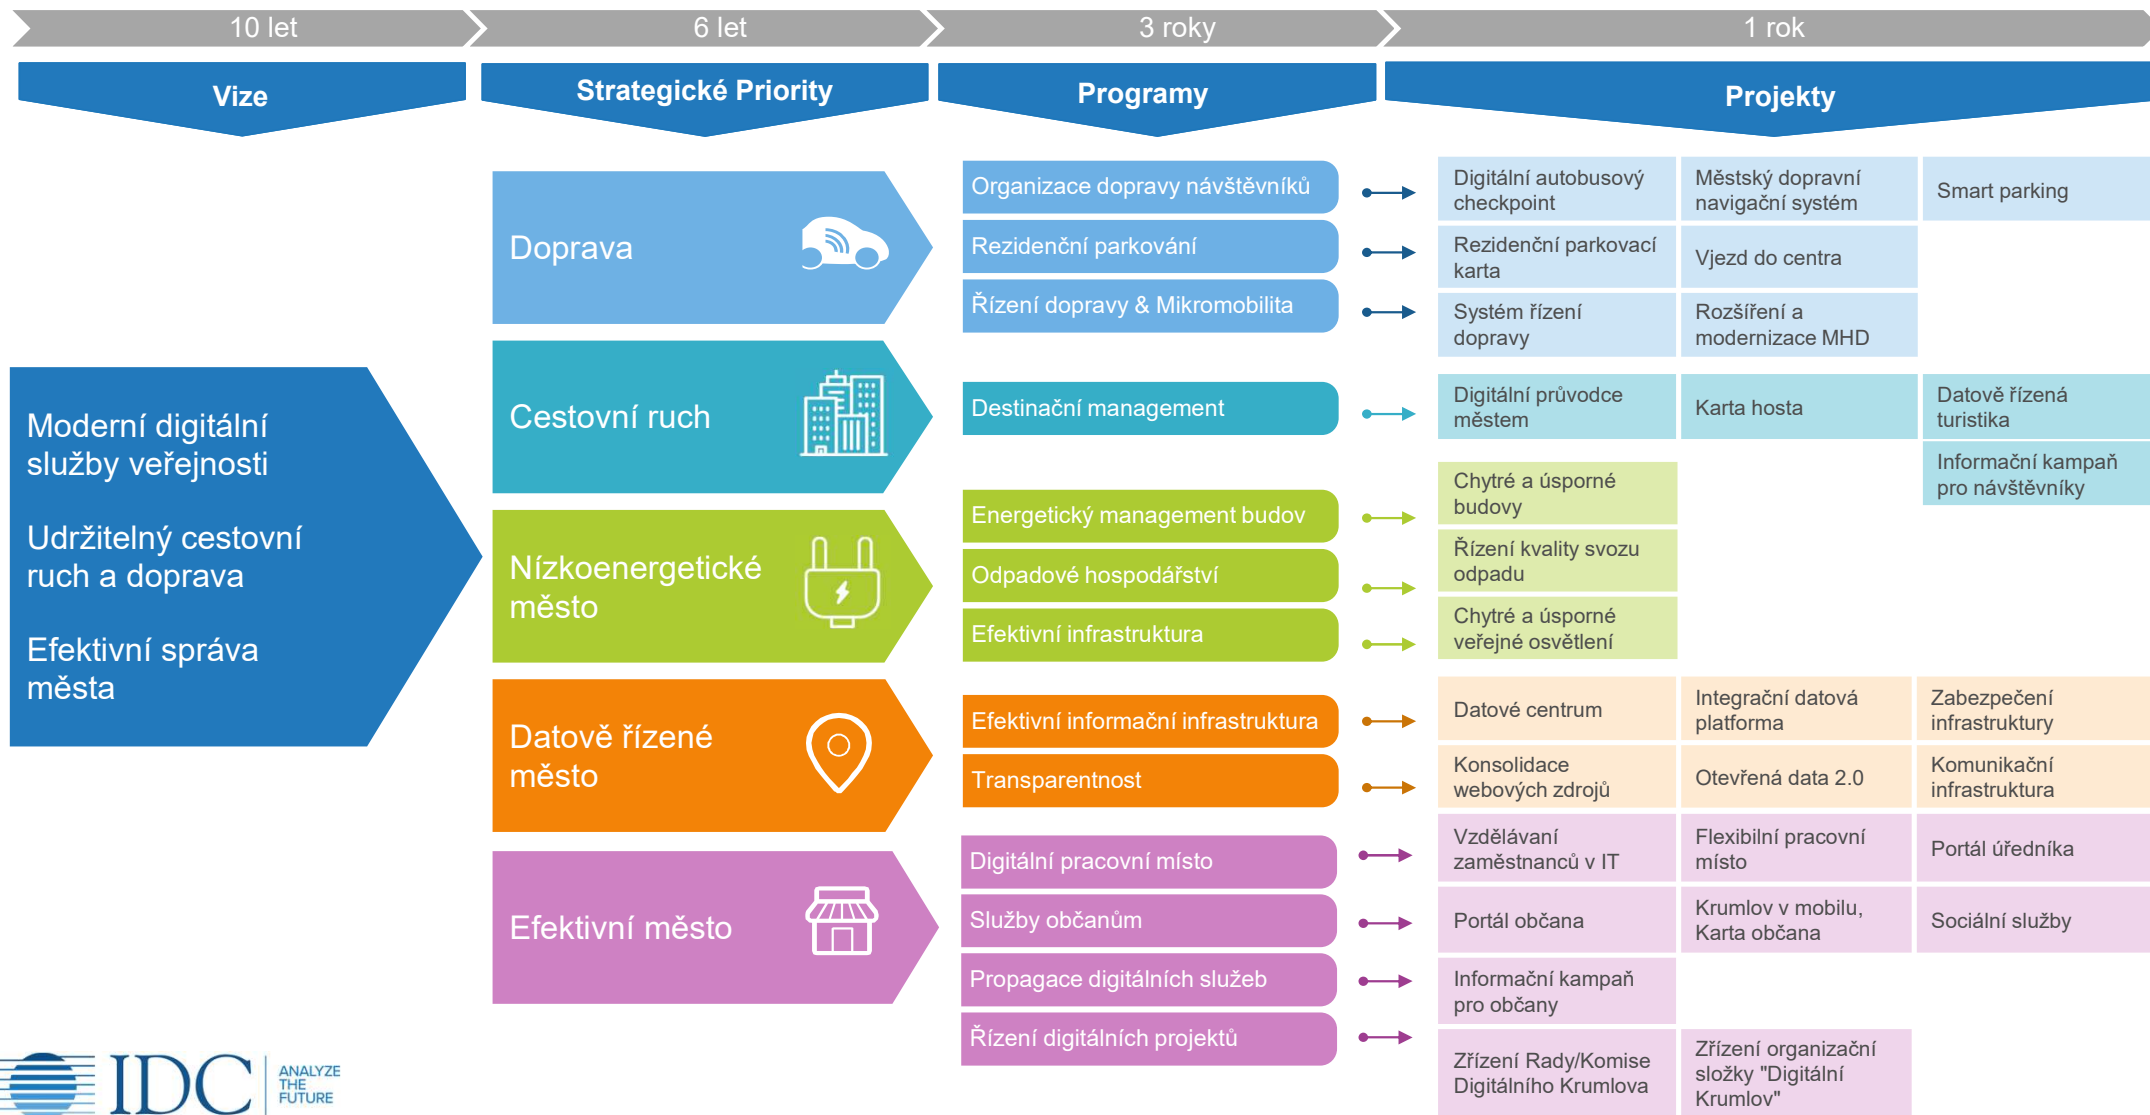 10 let
6 let
3 roky
1 rok
Vize
Strategické Priority
Programy
Projekty
Moderní digitální
služby veřejnosti
Udržitelný cestovní
ruch a doprava
Efektivní správa
města
Doprava
Organizace dopravy návštěvníků
Digitální autobusový
checkpoint
Městský dopravní
navigační systém
Smart parking
Rezidenční parkování
Rezidenční parkovací
karta
Vjezd do centra
Řízení dopravy & Mikromobilita
Systém řízení
dopravy
Rozšíření a
modernizace MHD
Cestovní ruch
Destinační management
Digitální průvodce
městem
Karta hosta
Datově řízená
turistika
Informační kampaň
pro návštěvníky
Nízkoenergetické
město
Energetický management budov
Chytré a úsporné
budovy
Odpadové hospodářství
Řízení kvality svozu
odpadu
Efektivní infrastruktura
Chytré a úsporné
veřejné osvětlení
Datově řízené
město
Efektivní informační infrastruktura
Datové centrum
Integrační datová
platforma
Zabezpečení
infrastruktury
Transparentnost
Konsolidace
webových zdrojů
Otevřená data 2.0
Komunikační
infrastruktura
Efektivní město
Digitální pracovní místo
Vzdělávaní
zaměstnanců v IT
Flexibilní pracovní
místo
Portál úředníka
Služby občanům
Portál občana
Krumlov v mobilu,
Karta občana
Sociální služby
Propagace digitálních služeb
Informační kampaň
pro občany
Řízení digitálních projektů
Zřízení Rady/Komise
Digitálního Krumlova
Zřízení organizační
složky "Digitální
Krumlov"
IDC
ANALYZE
THE
FUTURE